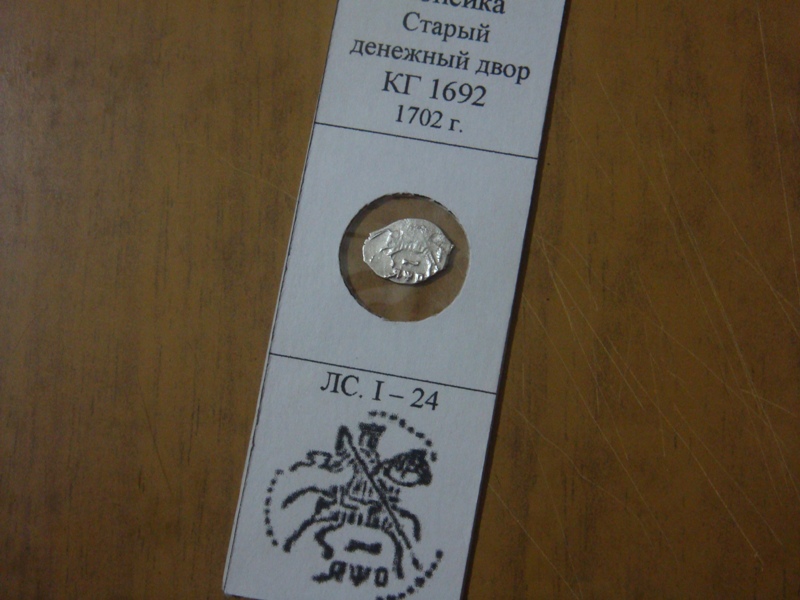 Старый
денежный двор
КГ 1692
1702 г.
ЛС. I – 24